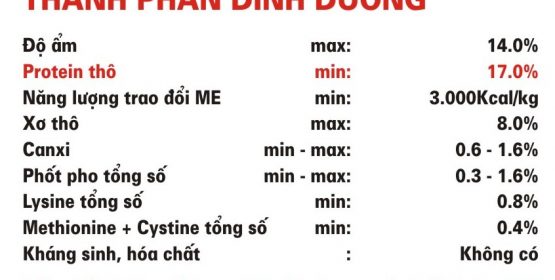 THÀNH PHẦN DINH DƯỠNG
Độ ẩm max: 14.0%
Protein thô min: 17.0%
Năng lượng trao đổi ME min: 3.000Kcal/kg
Xơ thô max: 8.0%
Canxi min - max: 0.6 - 1.6%
Phốt pho tổng số min - max: 0.3 - 1.6%
Lysine tổng số min: 0.8%
Methionine + Cystine tổng số min: 0.4%
Kháng sinh, hóa chất : Không có